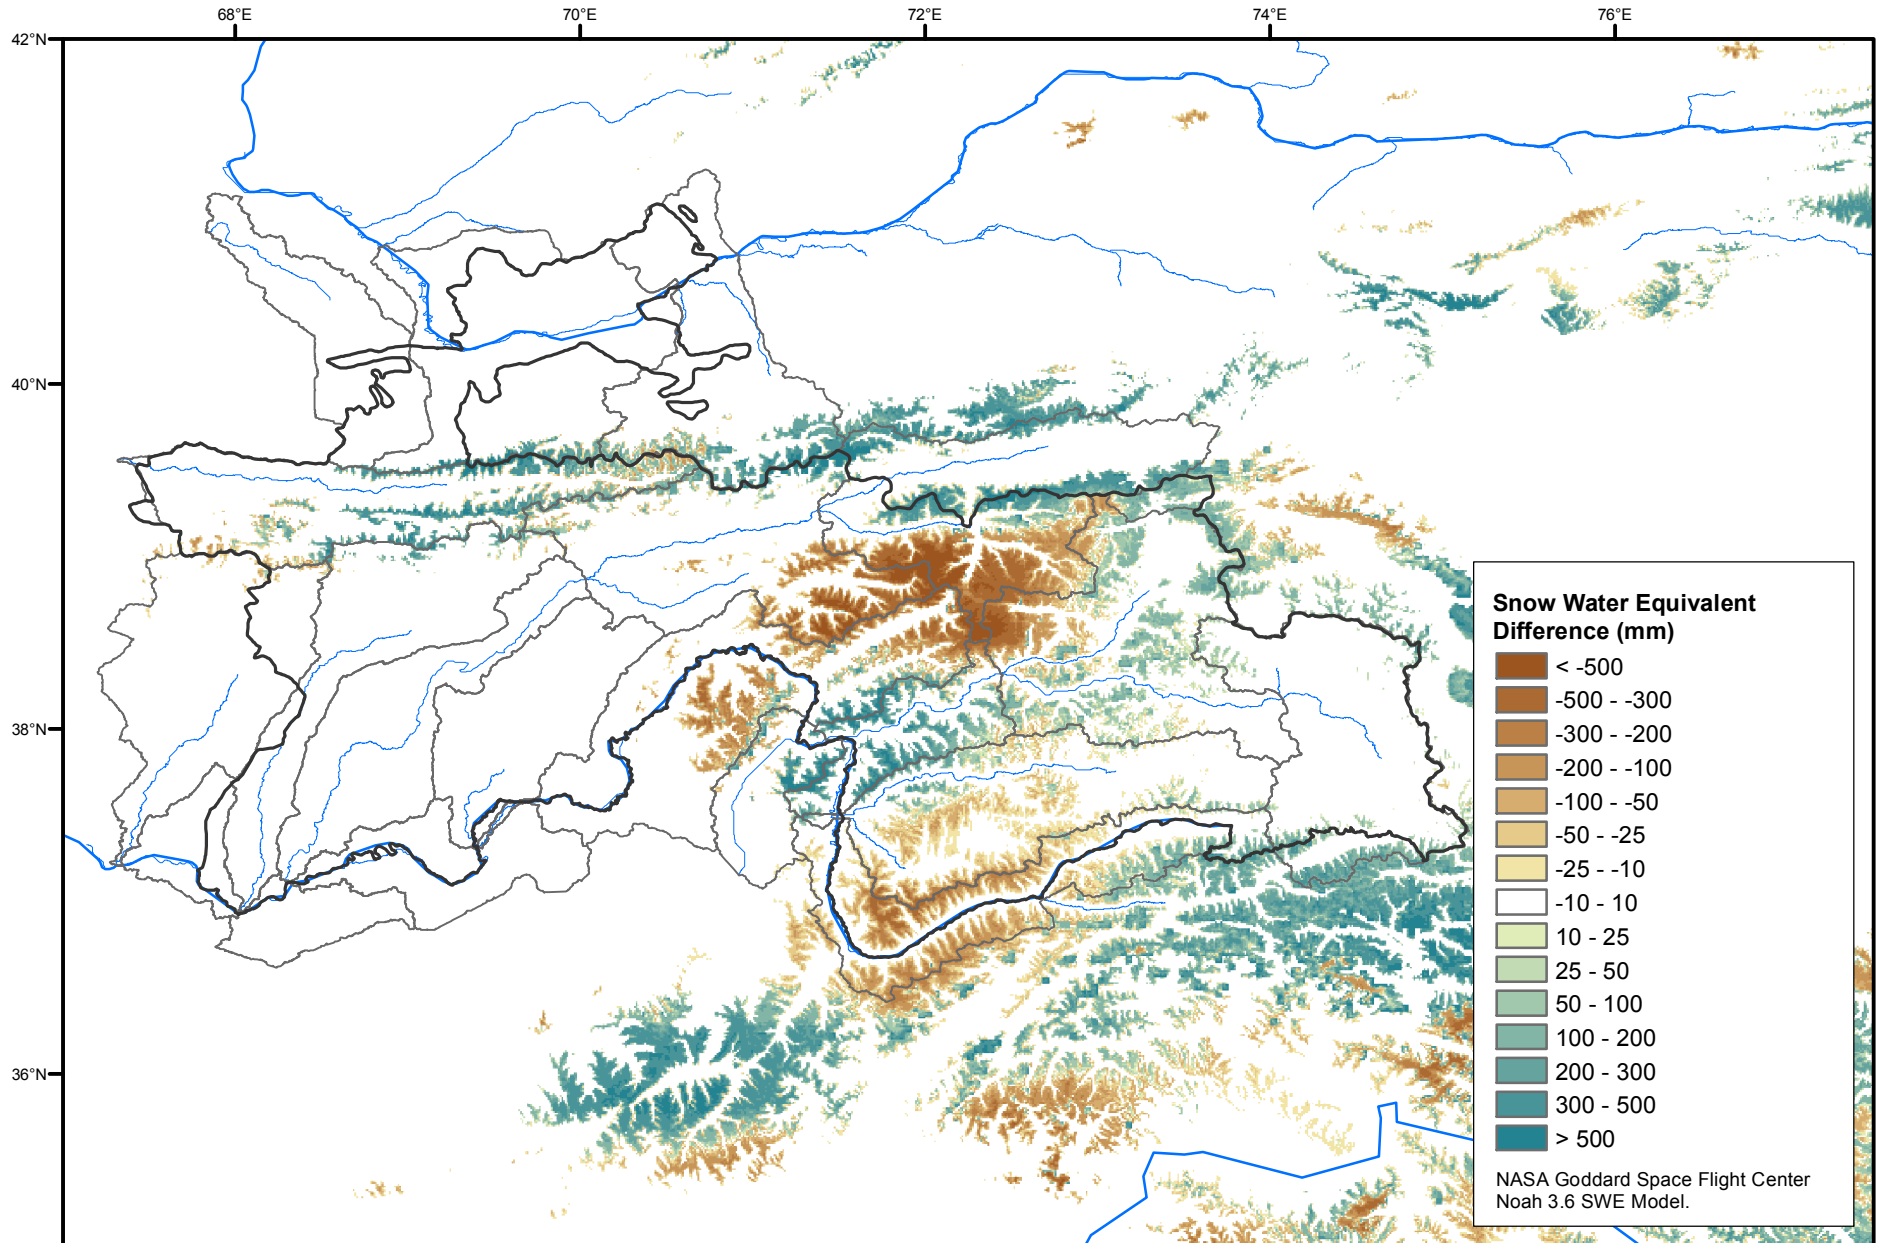 68°E 70°E 72°E 74°E 76°E
42°N
40°N
38°N
36°N
Snow Water Equivalent
Difference (mm)
< -500
-500 - -300
-300 - -200
-200 - -100
-100 - -50
-50 - -25
-25 - -10
-10 - 10
10 - 25
25 - 50
50 - 100
100 - 200
200 - 300
300 - 500
> 500
NASA Goddard Space Flight Center
Noah 3.6 SWE Model.